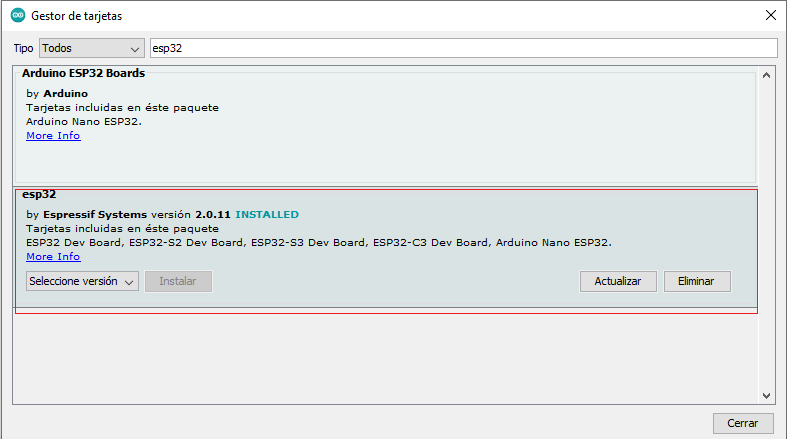 Gestor de tarjetas
Tipo Todos esp32
Arduino ESP32 Boards
by Arduino
Tarjetas incluidas en éste paquete
Arduino Nano ESP32.
More Info
esp32
by Espressif Systems versión 2.0.11 INSTALLED
Tarjetas incluidas en éste paquete
ESP32 Dev Board, ESP32-S2 Dev Board, ESP32-S3 Dev Board, ESP32-C3 Dev Board, Arduino Nano ESP32.
More Info
Seleccione versión Instalar Actualizar Eliminar
Cerrar